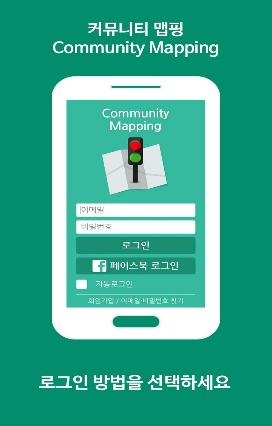 커뮤니티 맵핑
Community Mapping
Community
Mapping
이메일
비밀번호
로그인
f 페이스북 로그인
자동로그인
회원가입 / 이메일·비밀번호 찾기
로그인 방법을 선택하세요